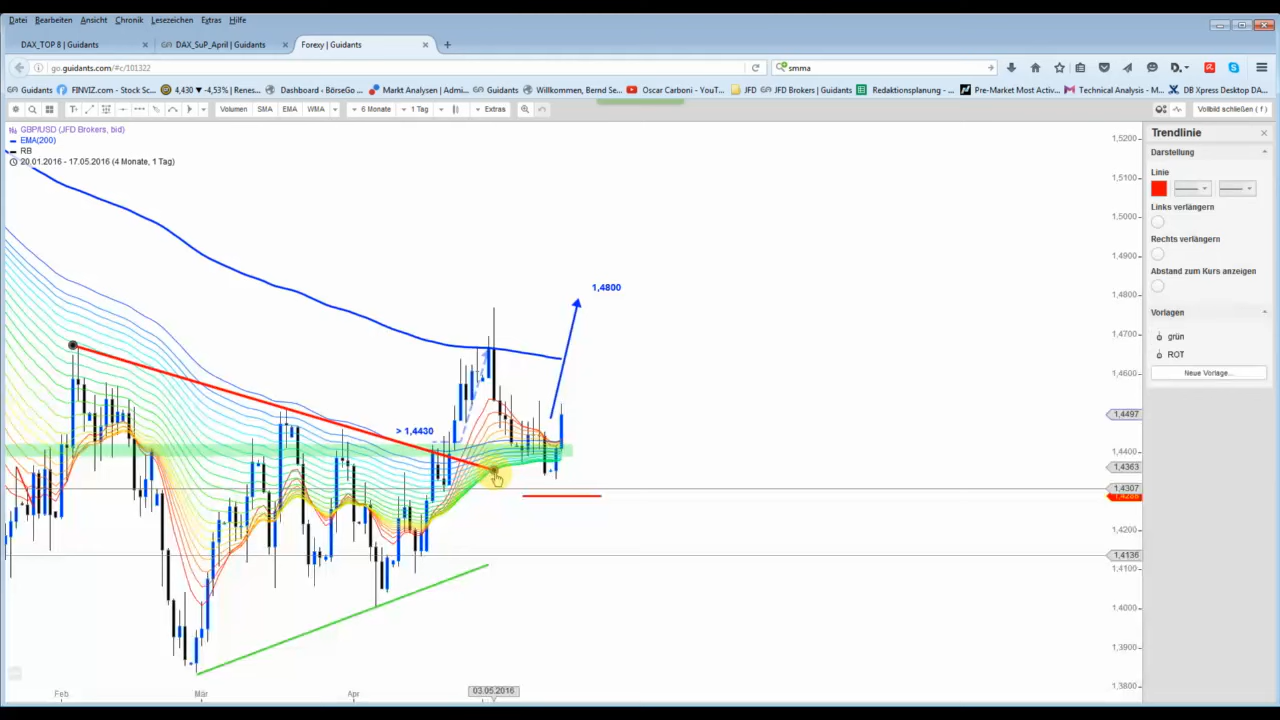 Datei Bearbeiten Ansicht Chronik Lesezeichen Extras Hilfe
DAX_TOP 8 | Guidants
DAX_SuP_April | Guidants
Forexy | Guidants
go.guidants.com/#c/101322
smma
Guidants FINVIZ.com - Stock Sc... 4,430 ▾ -4,53% | Renes... Dashboard - BörseGo ... Markt Analysen | Admi... Guidants Willkommen, Bernd Se... Oscar Carboni - YouT... JFD JFD Brokers | Guidants Redaktionsplanung - ... Pre-Market Most Activ... Technical Analysis - M... DB Xpress Desktop DA...
Volumen SMA EMA WMA 6 Monate 1 Tag Extras Vollbild schließen ( f )
GBP/USD (JFD Brokers, bid)
EMA(200)
RB
20.01.2016 - 17.05.2016 (4 Monate, 1 Tag)
1,4800
> 1,4430
1,5200
1,5100
1,5000
1,4900
1,4800
1,4700
1,4600
1,4497
1,4400
1,4363
1,4307
1,4200
1,4136
1,4100
1,4000
1,3900
1,3800
Feb
Mär
Apr
03.05.2016
Trendlinie
Darstellung
Linie
Links verlängern
Rechts verlängern
Abstand zum Kurs anzeigen
Vorlagen
grün
ROT
Neue Vorlage...